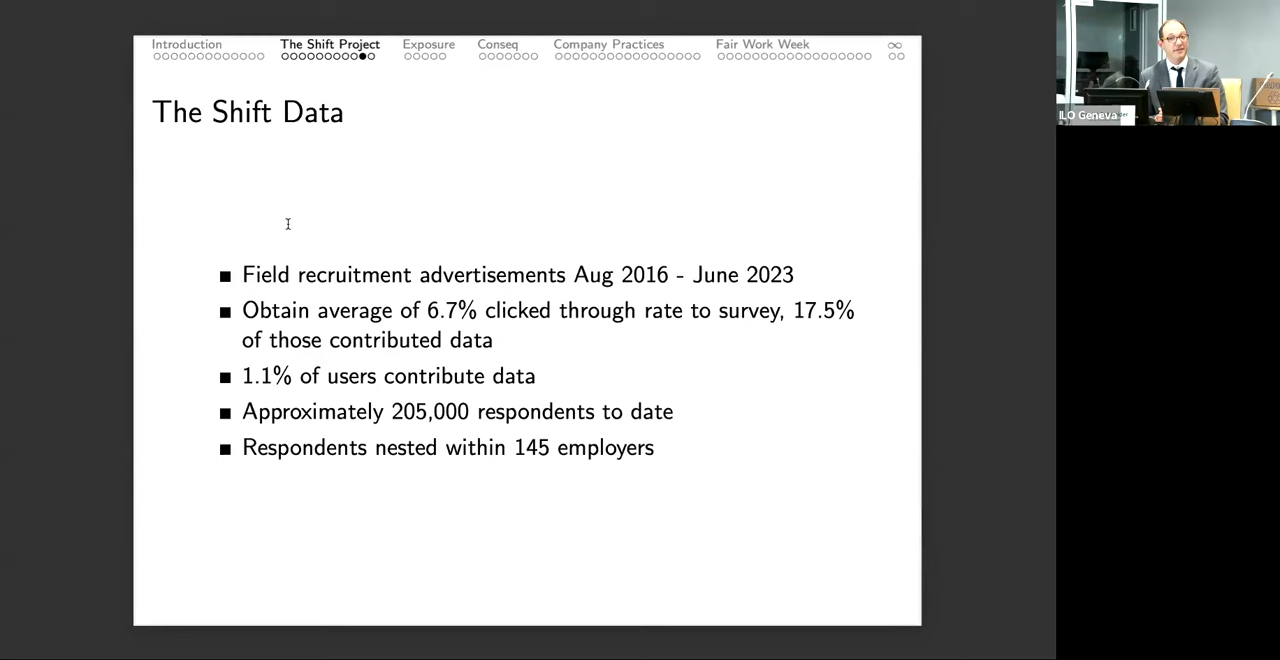 Introduction The Shift Project Exposure Conseq Company Practices Fair Work Week ∞
The Shift Data
Field recruitment advertisements Aug 2016 - June 2023
Obtain average of 6.7% clicked through rate to survey, 17.5%
of those contributed data
1.1% of users contribute data
Approximately 205,000 respondents to date
Respondents nested within 145 employers
ILO Geneva